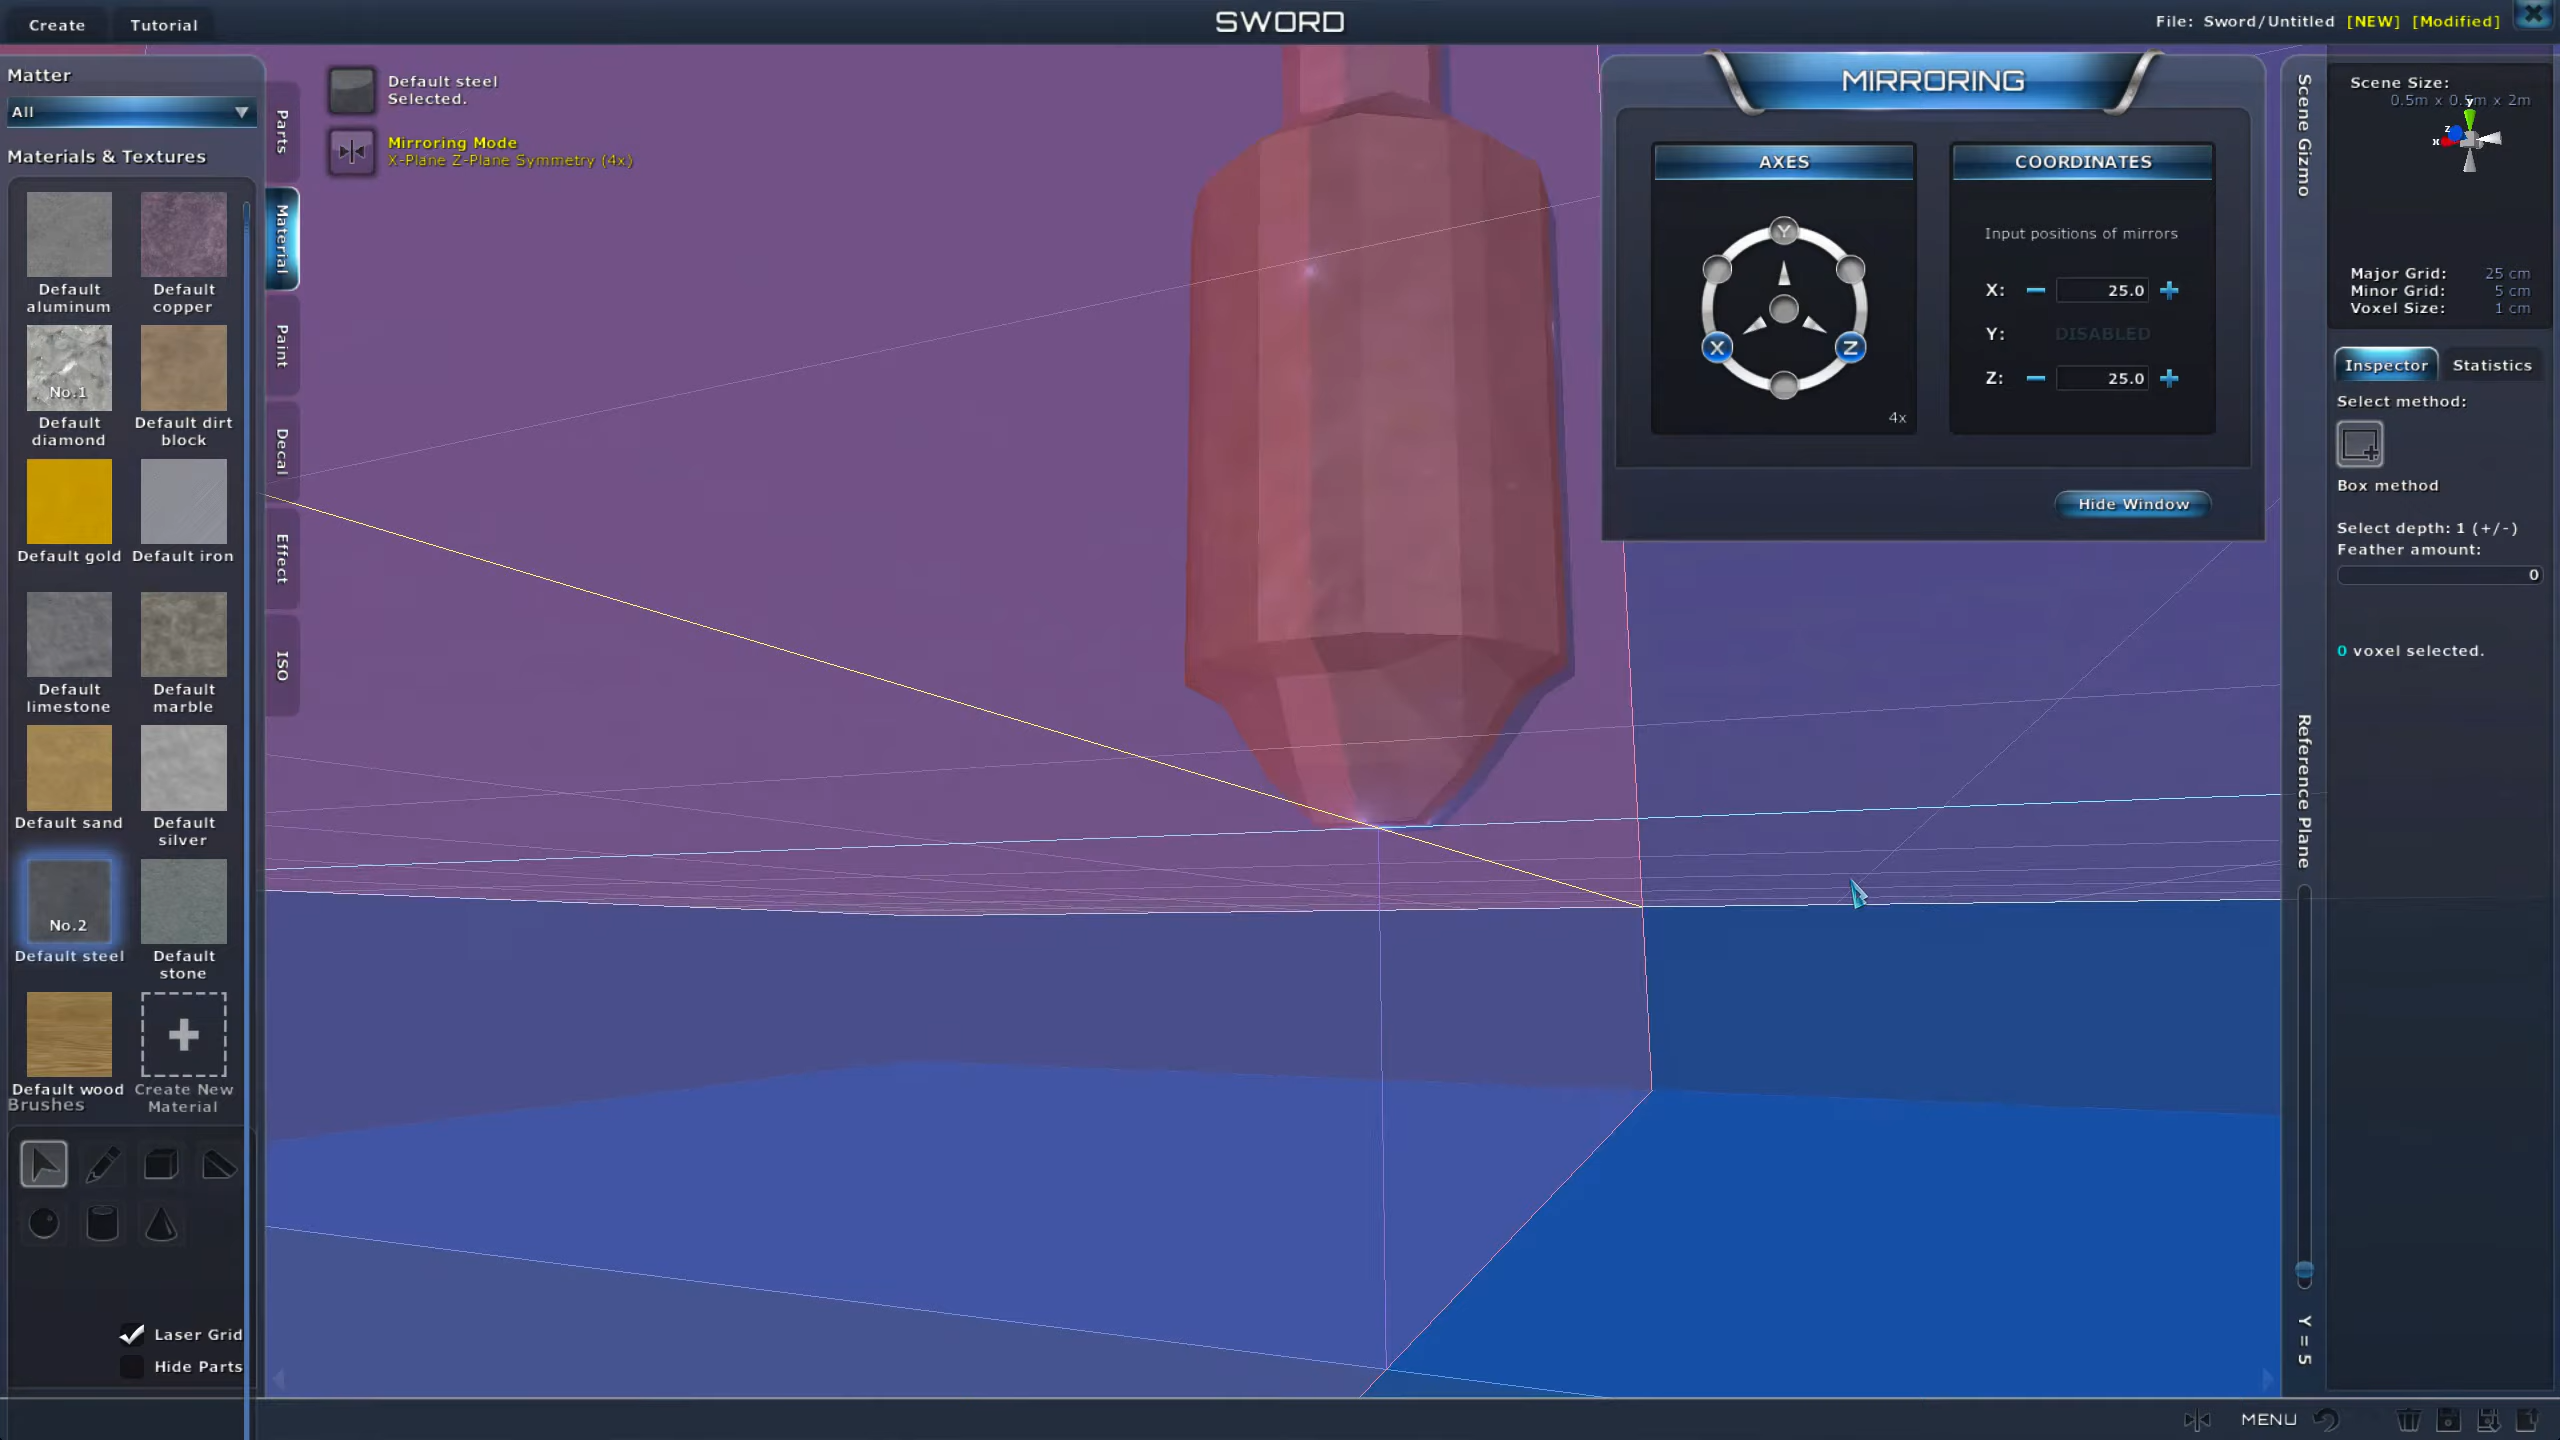 Create
Tutorial
SWORD
File: Sword/Untitled [NEW] [Modified]
Matter
All
Materials & Textures
Default aluminum
Default copper
No.1
Default diamond
Default dirt block
Default gold
Default iron
Default limestone
Default marble
Default sand
Default silver
No.2
Default steel
Default stone
Default wood
Create New Material
Brushes
Laser Grid
Hide Parts
Parts
Material
Paint
Decal
Effect
ISO
Default steel
Selected.
Mirroring Mode
X-Plane Z-Plane Symmetry (4x)
MIRRORING
AXES
Y
X
Z
4x
COORDINATES
Input positions of mirrors
X: 25.0
Y: DISABLED
Z: 25.0
Hide Window
Scene Gizmo
Reference Plane
Y = 5
Scene Size:
0.5m x 0.5m x 2m
y
z
x
Major Grid: 25 cm
Minor Grid: 5 cm
Voxel Size: 1 cm
Inspector
Statistics
Select method:
Box method
Select depth: 1 (+/-)
Feather amount:
0
0 voxel selected.
MENU